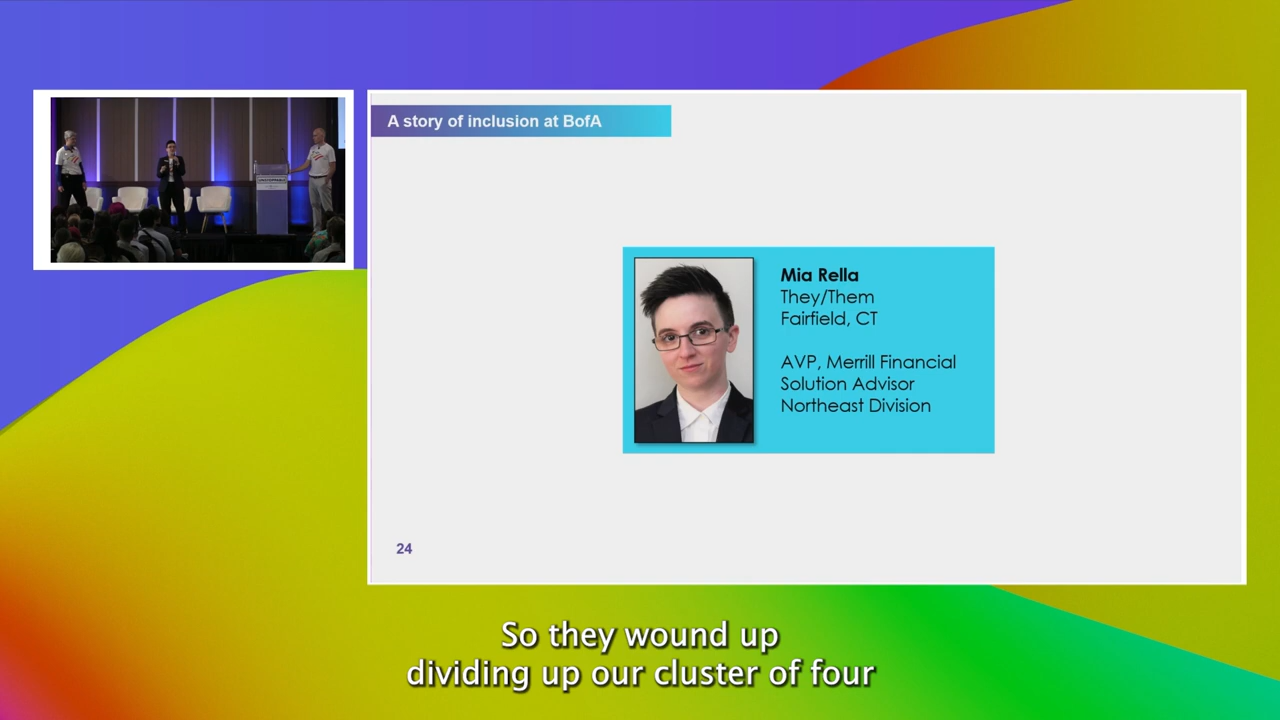 A story of inclusion at BofA
Mia Rella
They/Them
Fairfield, CT
AVP, Merrill Financial
Solution Advisor
Northeast Division
24
So they wound up
dividing up our cluster of four